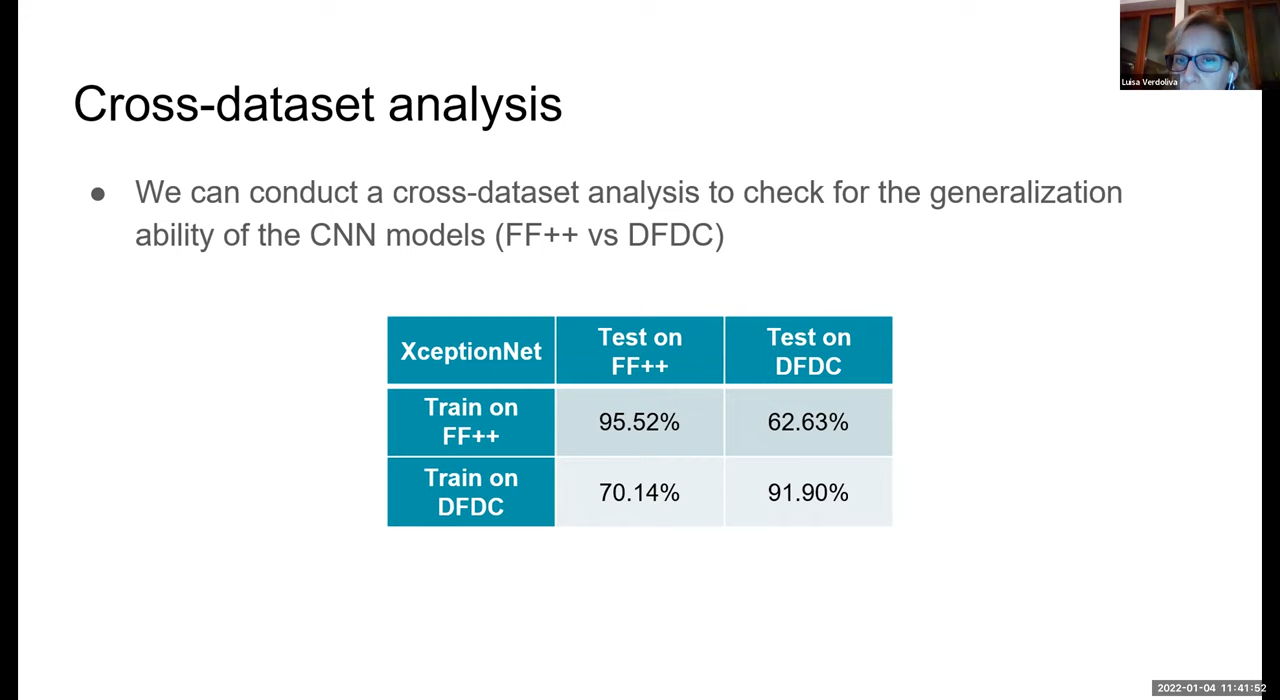 Luisa Verdoliva
Cross-dataset analysis
● We can conduct a cross-dataset analysis to check for the generalization
ability of the CNN models (FF++ vs DFDC)
XceptionNet
Test on
FF++
Test on
DFDC
Train on
FF++
95.52%
62.63%
Train on
DFDC
70.14%
91.90%
2022-01-04 11:41:52